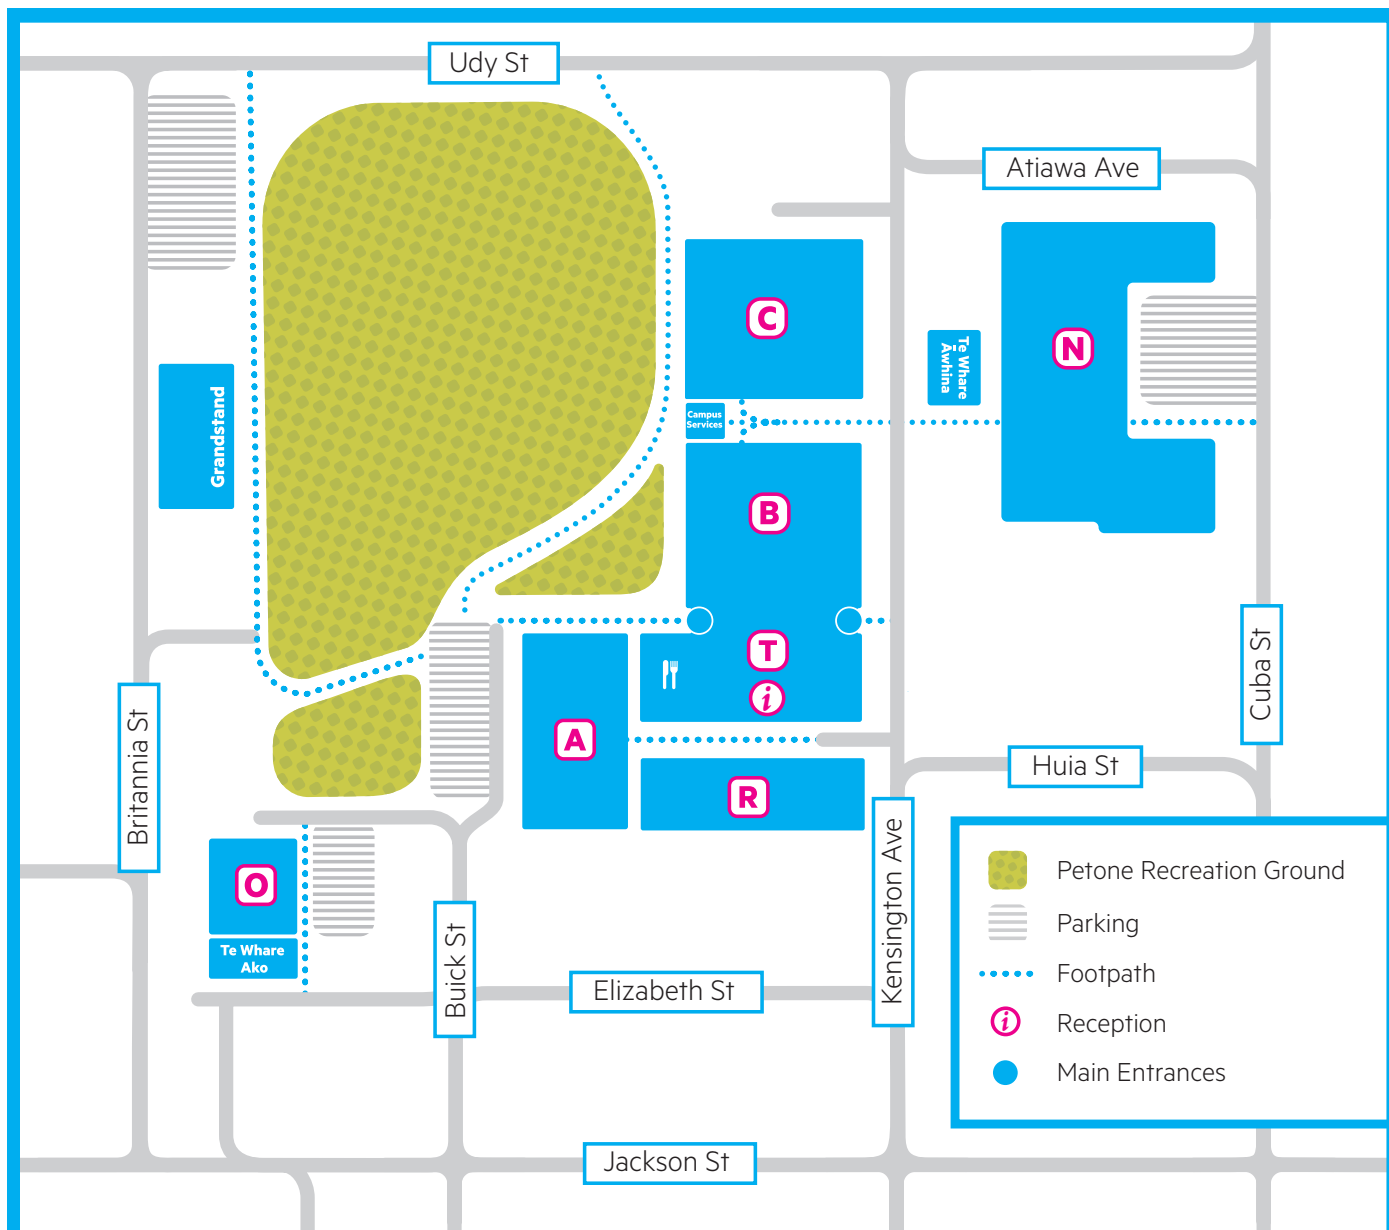 Udy St
Atiawa Ave
C
N
Te Whare
Āwhina
Grandstand
Campus
Services
B
T
i
A
R
Britannia St
Cuba St
Huia St
O
Te Whare
Ako
Buick St
Kensington Ave
Elizabeth St
Jackson St
Petone Recreation Ground
Parking
Footpath
i
Reception
Main Entrances